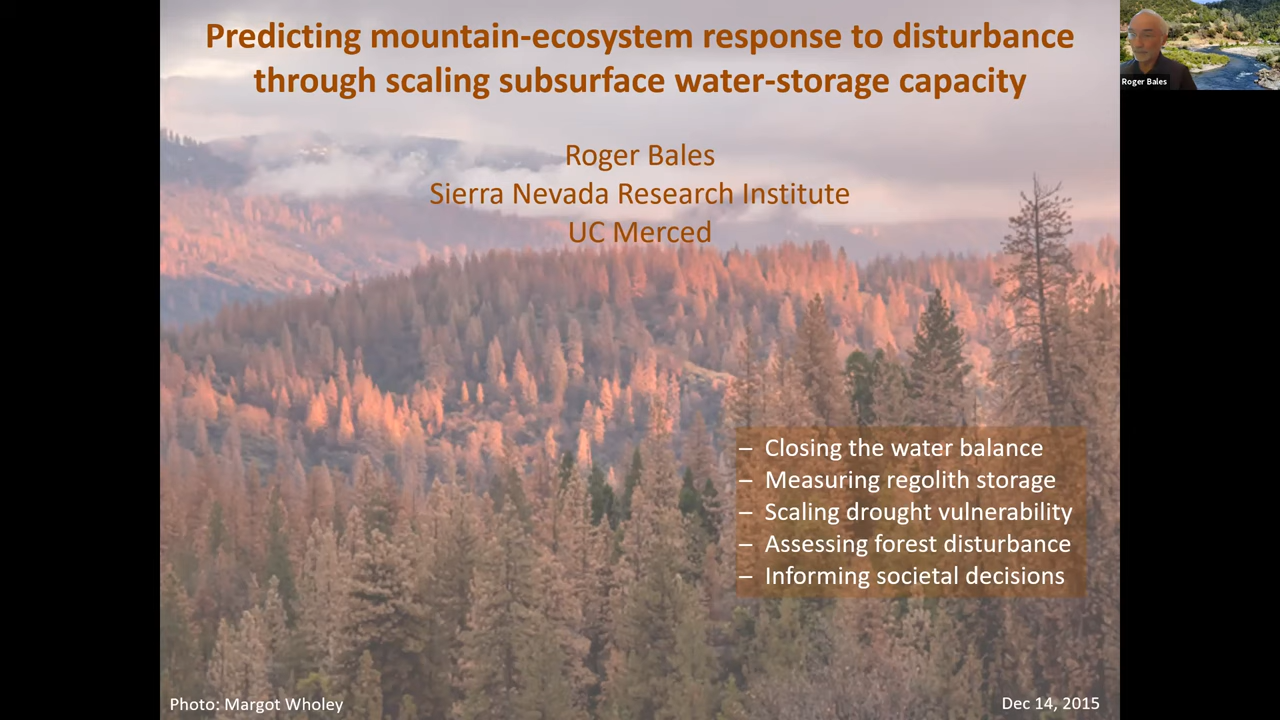 Predicting mountain-ecosystem response to disturbance
through scaling subsurface water-storage capacity
Roger Bales
Roger Bales
Sierra Nevada Research Institute
UC Merced
– Closing the water balance
– Measuring regolith storage
– Scaling drought vulnerability
– Assessing forest disturbance
– Informing societal decisions
Photo: Margot Wholey
Dec 14, 2015